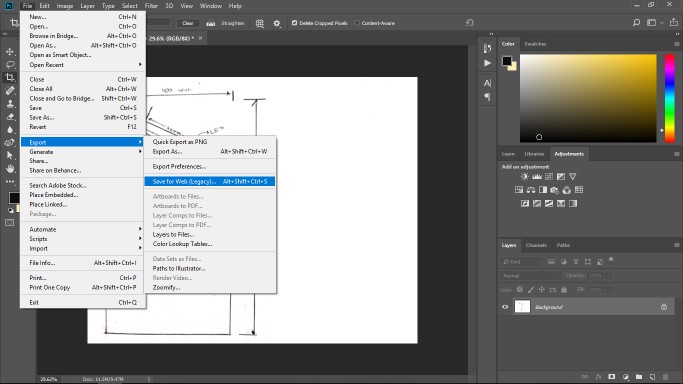 Ps File Edit Image Layer Type Select Filter 3D View Window Help
Clear Straighten Delete Cropped Pixels Content-Aware
29.6% (RGB/8#) * ×
New... Ctrl+N
Open... Ctrl+O
Browse in Bridge... Alt+Ctrl+O
Open As... Alt+Shift+Ctrl+O
Open as Smart Object...
Open Recent
Close Ctrl+W
Close All Alt+Ctrl+W
Close and Go to Bridge... Shift+Ctrl+W
Save Ctrl+S
Save As... Shift+Ctrl+S
Revert F12
Export
Generate
Share...
Share on Behance...
Search Adobe Stock...
Place Embedded...
Place Linked...
Package...
Automate
Scripts
Import
File Info... Alt+Shift+Ctrl+I
Print... Ctrl+P
Print One Copy Alt+Shift+Ctrl+P
Exit Ctrl+Q
Quick Export as PNG
Export As... Alt+Shift+Ctrl+W
Export Preferences...
Save for Web (Legacy)... Alt+Shift+Ctrl+S
Artboards to Files...
Artboards to PDF...
Layer Comps to Files...
Layer Comps to PDF...
Layers to Files...
Color Lookup Tables...
Data Sets as Files...
Paths to Illustrator...
Render Video...
Zoomify...
Color Swatches
Learn Libraries Adjustments
Add an adjustment
Layers Channels Paths
Kind
Normal Opacity:
Lock: Fill:
Background
29.62% Doc: 11.5M/9.47M